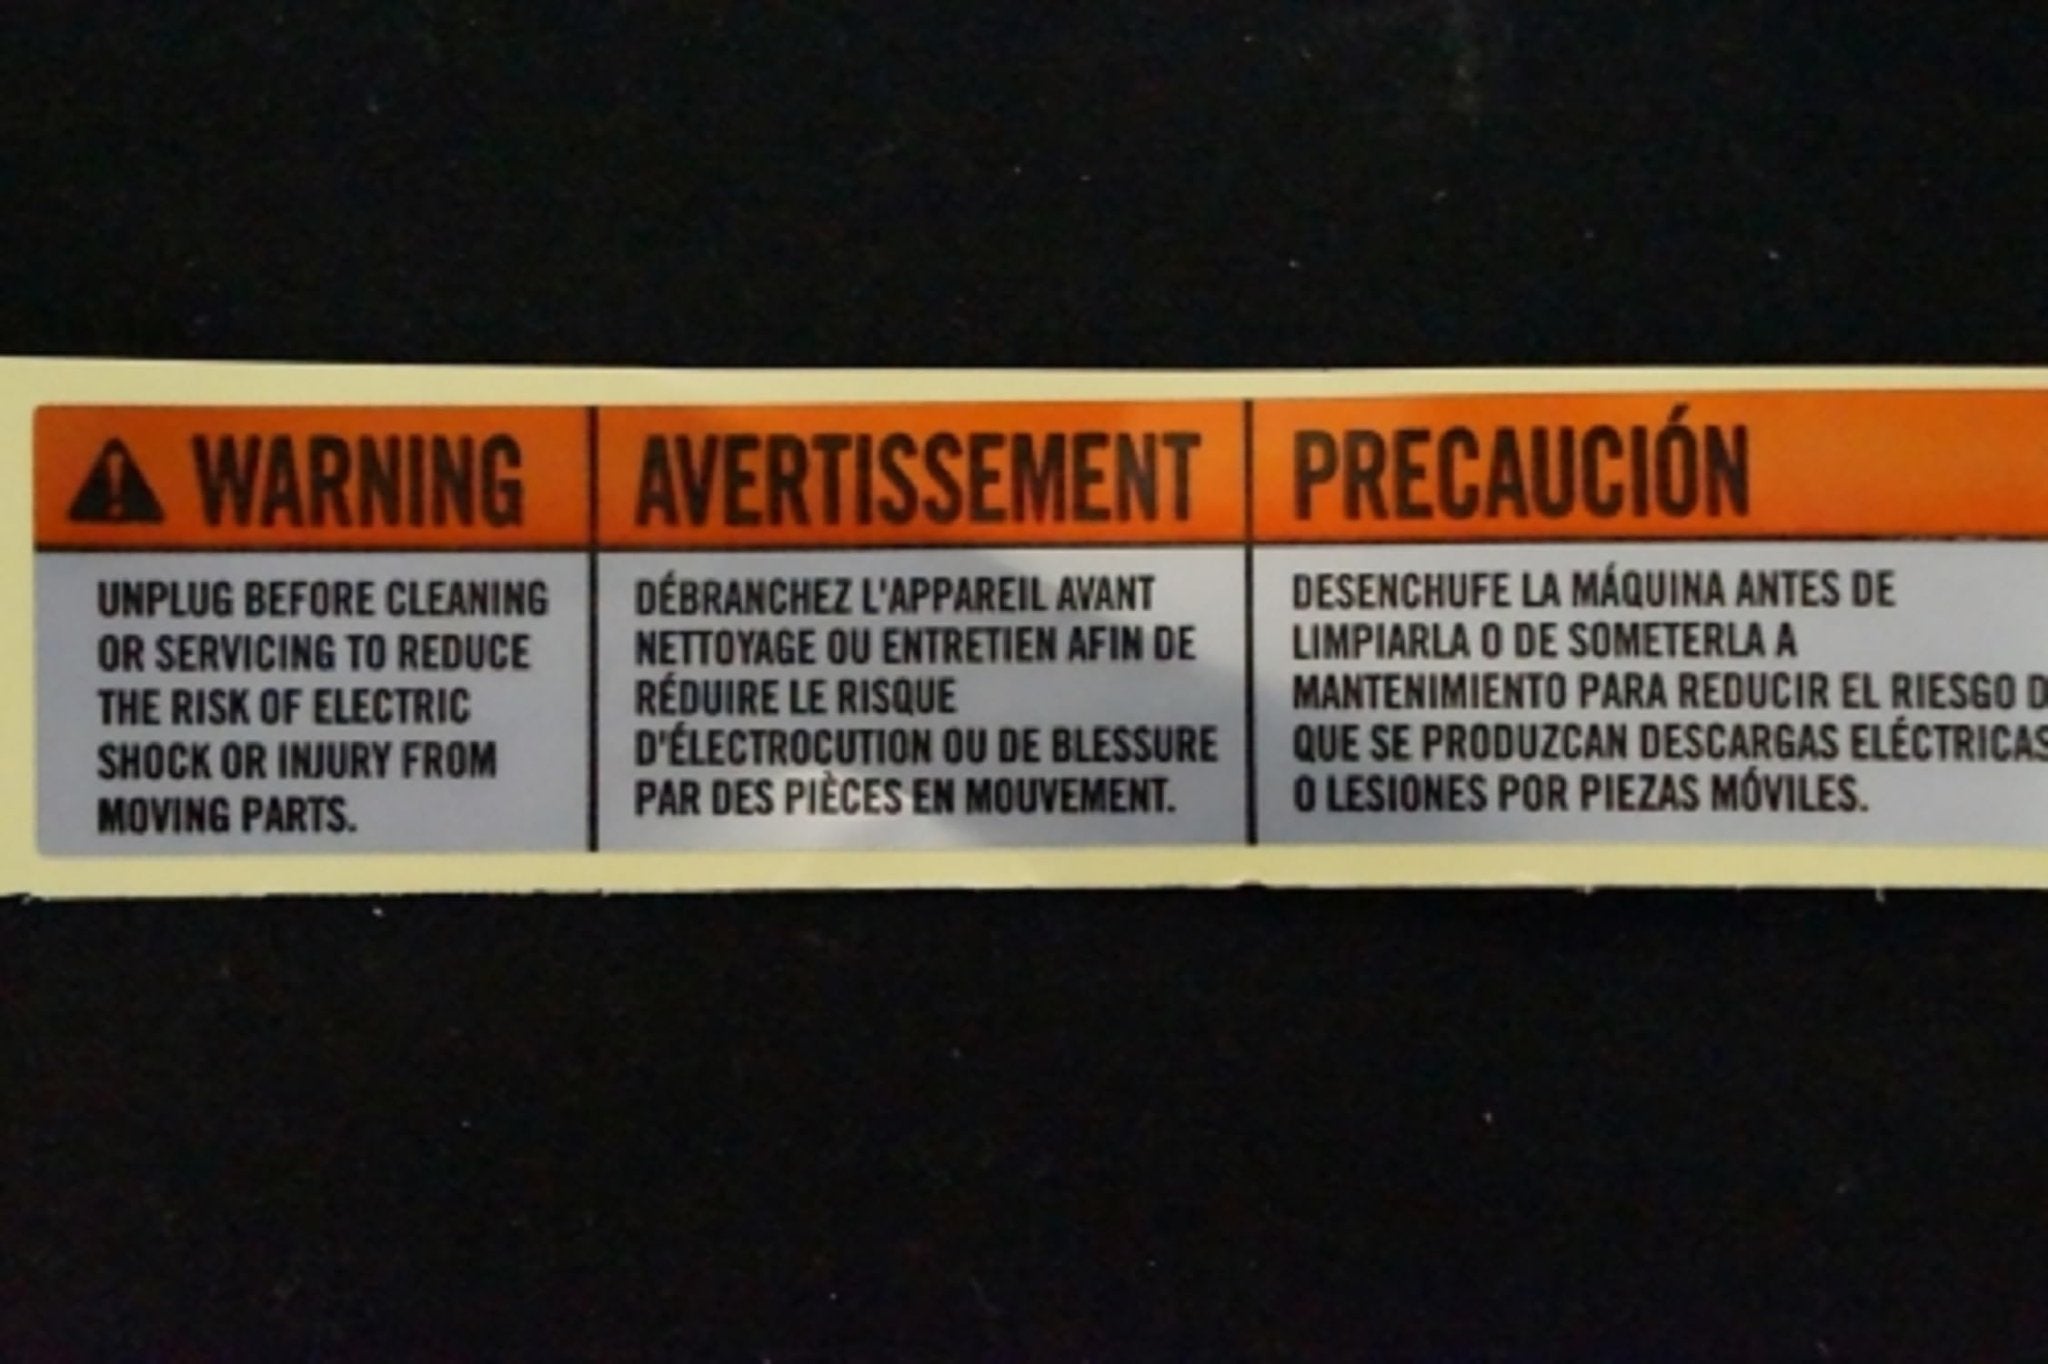 WARNING
UNPLUG BEFORE CLEANING
OR SERVICING TO REDUCE
THE RISK OF ELECTRIC
SHOCK OR INJURY FROM
MOVING PARTS.
AVERTISSEMENT
DÉBRANCHEZ L'APPAREIL AVANT
NETTOYAGE OU ENTRETIEN AFIN DE
RÉDUIRE LE RISQUE
D'ÉLECTROCUTION OU DE BLESSURE
PAR DES PIÈCES EN MOUVEMENT.
PRECAUCIÓN
DESENCHUFE LA MÁQUINA ANTES DE
LIMPIARLA O DE SOMETERLA A
MANTENIMIENTO PARA REDUCIR EL RIESGO
QUE SE PRODUZCAN DESCARGAS ELÉCTRICAS
O LESIONES POR PIEZAS MÓVILES.